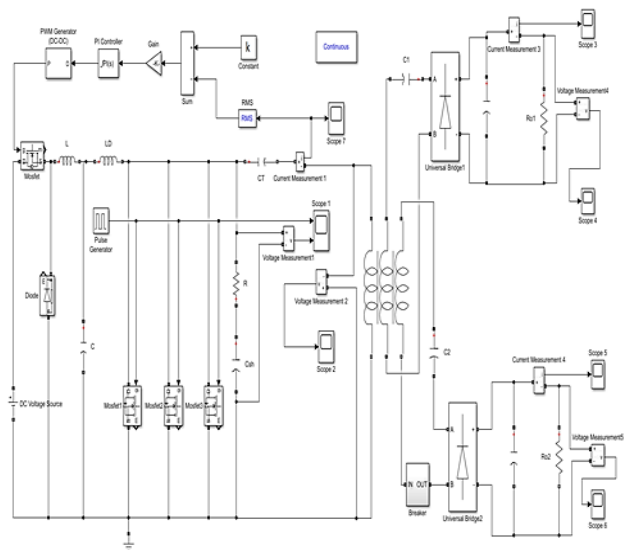 PWM Generator
(DC-DC)
PI Controller
Gain
P D
PI(s)
-K-
Sum
k
Constant
Continuous
RMS
RMS
Scope 7
Mosfet
L
LD
CT
Current Measurement 1
Pulse
Generator
Scope 1
Voltage Measurement1
Voltage Measurement 2
Scope 2
Diode
C
R
Csh
DC Voltage Source
Mosfet1
Mosfet2
Mosfet3
C1
A
B
Universal Bridge1
Current Measurement 3
Scope 3
Voltage Measurement4
Ro1
Scope 4
C2
IN OUT
Breaker
A
B
Universal Bridge2
Current Measurement 4
Scope 5
Voltage Measurement5
Ro2
Scope 6